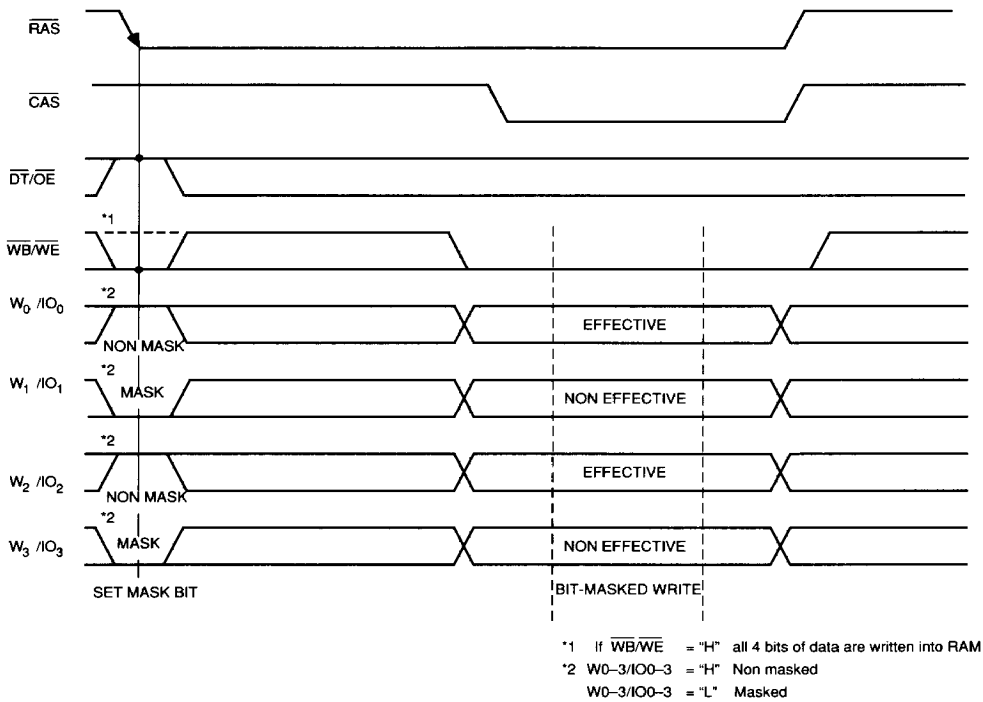 RAS
CAS
DT/OE
*1
WB/WE
*2
W0 /IO0
EFFECTIVE
NON MASK
*2
W1 /IO1
MASK
NON EFFECTIVE
*2
W2 /IO2
EFFECTIVE
NON MASK
*2
W3 /IO3
MASK
NON EFFECTIVE
SET MASK BIT
BIT-MASKED WRITE
*1 If WB/WE = "H" all 4 bits of data are written into RAM
*2 W0–3/IO0–3 = "H" Non masked
W0–3/IO0–3 = "L" Masked